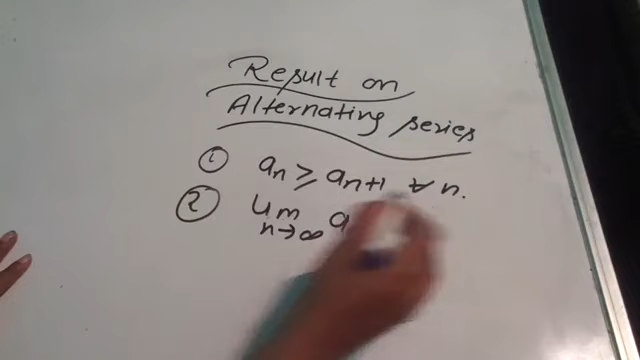 Result on
Alternating series
① aₙ ≥ aₙ₊₁ ∀ n.
② lim n→∞ a